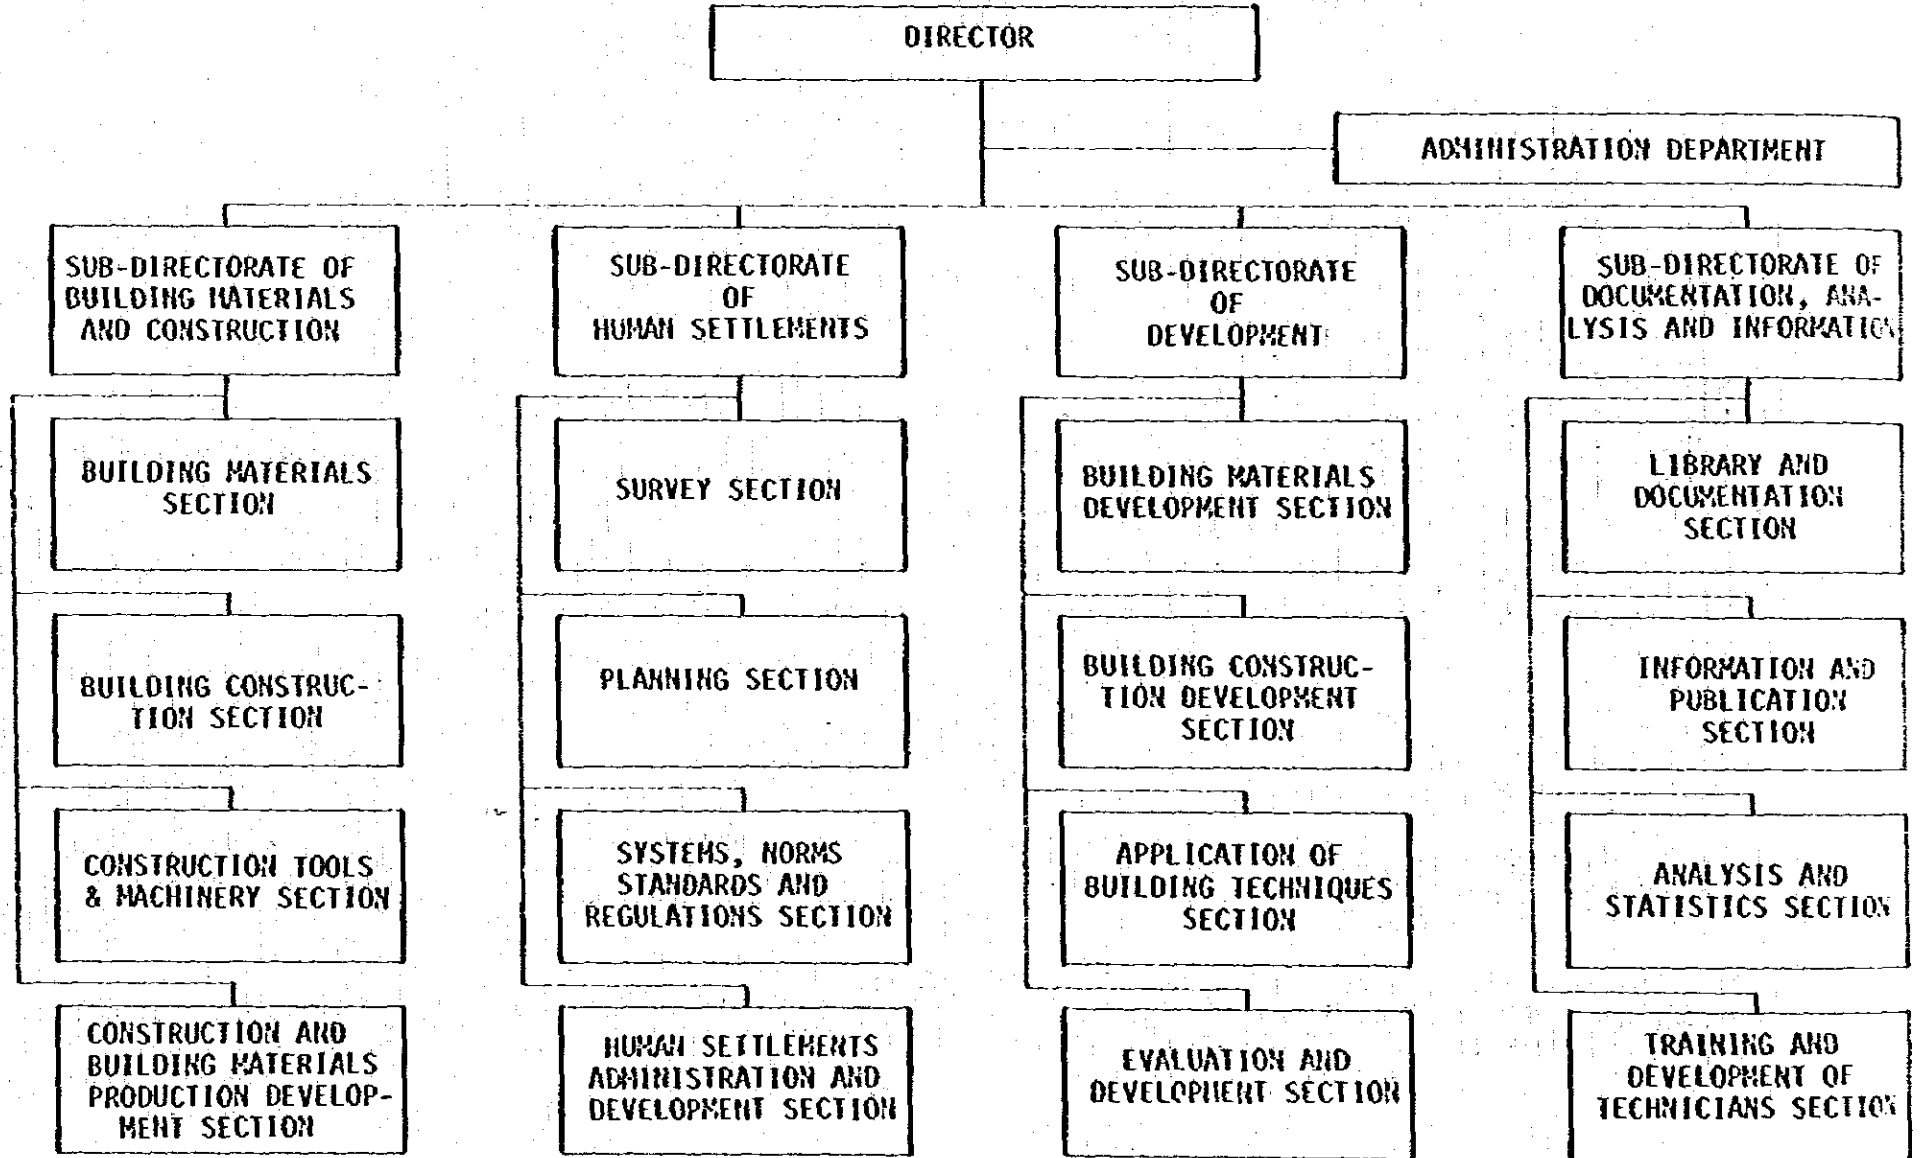 DIRECTOR
ADMINISTRATION DEPARTMENT
SUB-DIRECTORATE OF
BUILDING MATERIALS
AND CONSTRUCTION
SUB-DIRECTORATE
OF
HUMAN SETTLEMENTS
SUB-DIRECTORATE
OF
DEVELOPMENT
SUB-DIRECTORATE OF
DOCUMENTATION, ANA-
LYSIS AND INFORMATION
BUILDING MATERIALS
SECTION
SURVEY SECTION
BUILDING MATERIALS
DEVELOPMENT SECTION
LIBRARY AND
DOCUMENTATION
SECTION
BUILDING CONSTRUC-
TION SECTION
PLANNING SECTION
BUILDING CONSTRUC-
TION DEVELOPMENT
SECTION
INFORMATION AND
PUBLICATION
SECTION
CONSTRUCTION TOOLS
& MACHINERY SECTION
SYSTEMS, NORMS
STANDARDS AND
REGULATIONS SECTION
APPLICATION OF
BUILDING TECHNIQUES
SECTION
ANALYSIS AND
STATISTICS SECTION
CONSTRUCTION AND
BUILDING MATERIALS
PRODUCTION DEVELOP-
MENT SECTION
HUMAN SETTLEMENTS
ADMINISTRATION AND
DEVELOPMENT SECTION
EVALUATION AND
DEVELOPMENT SECTION
TRAINING AND
DEVELOPMENT OF
TECHNICIANS SECTION